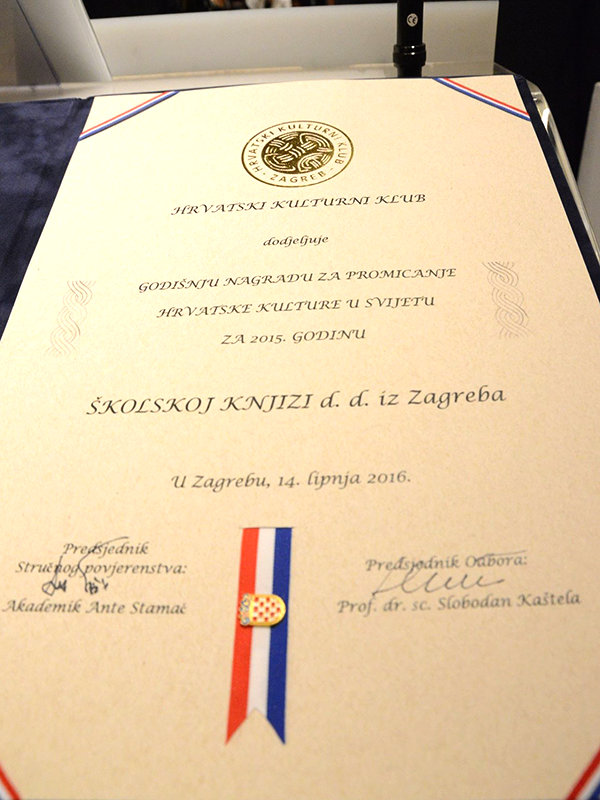 HRVATSKI KULTURNI KLUB
- ZAGREB -
HRVATSKI KULTURNI KLUB
dodjeljuje
GODIŠNJU NAGRADU ZA PROMICANJE
HRVATSKE KULTURE U SVIJETU
ZA 2015. GODINU
ŠKOLSKOJ KNJIZI d. d. iz Zagreba
U Zagrebu, 14. lipnja 2016.
Predsjednik
Stručnog povjerenstva:
Akademik Ante Stamać
Predsjednik Odbora:
Prof. dr. sc. Slobodan Kaštela